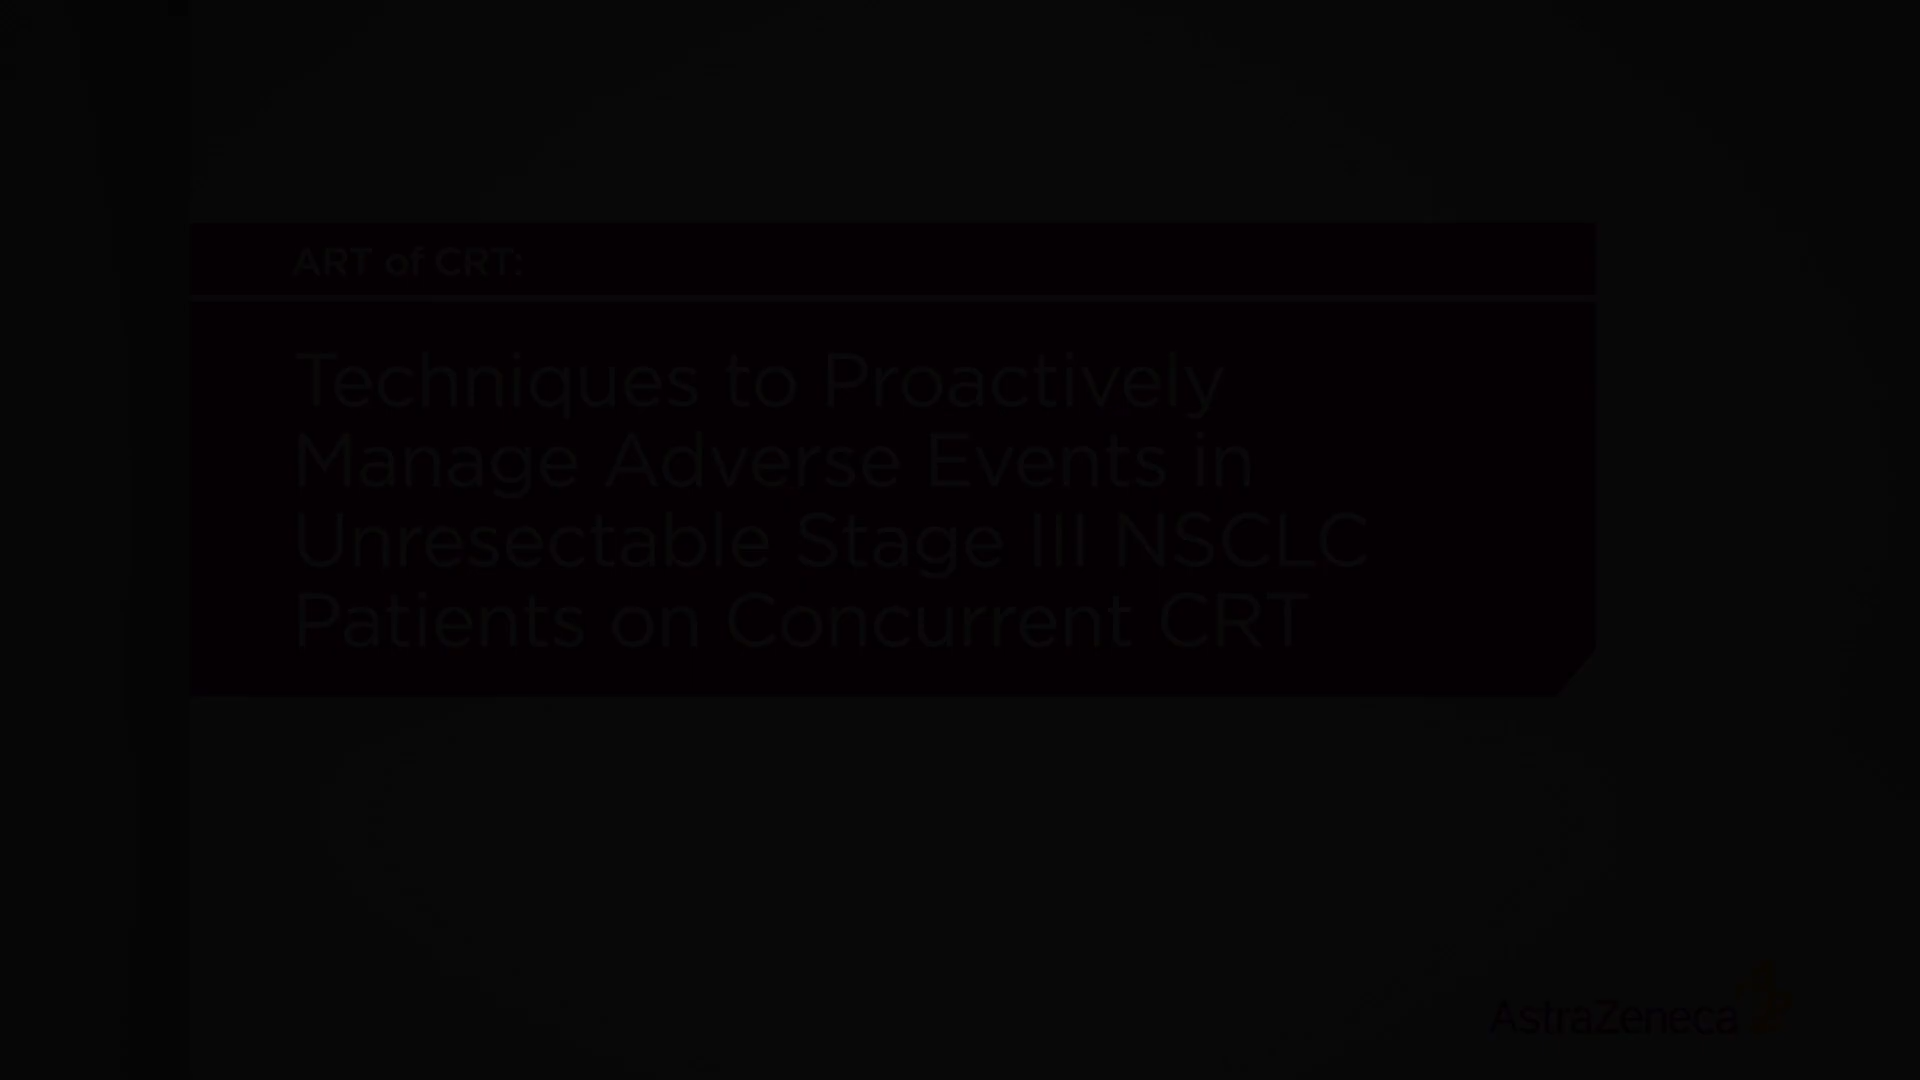 ART of CRT:
Techniques to Proactively
Manage Adverse Events in
Unresectable Stage III NSCLC
Patients on Concurrent CRT
AstraZeneca